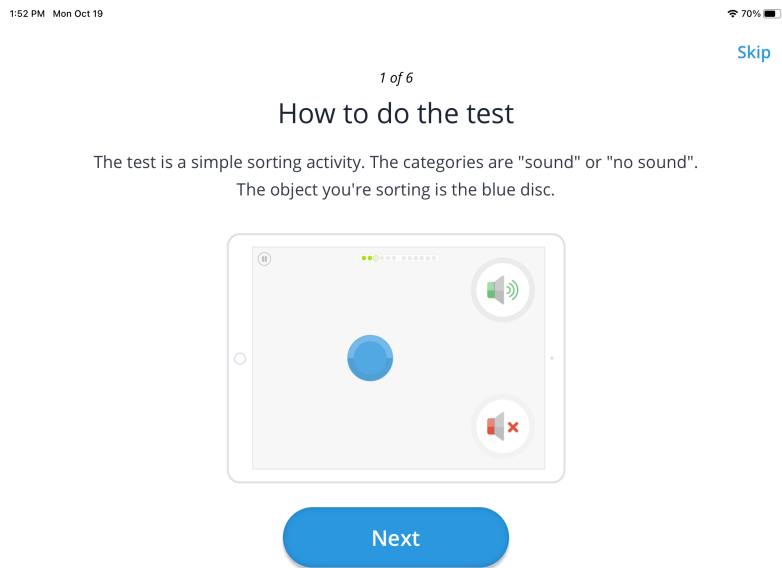 1:52 PM Mon Oct 19
70%
Skip
1 of 6
How to do the test
The test is a simple sorting activity. The categories are "sound" or "no sound".
The object you're sorting is the blue disc.
Next